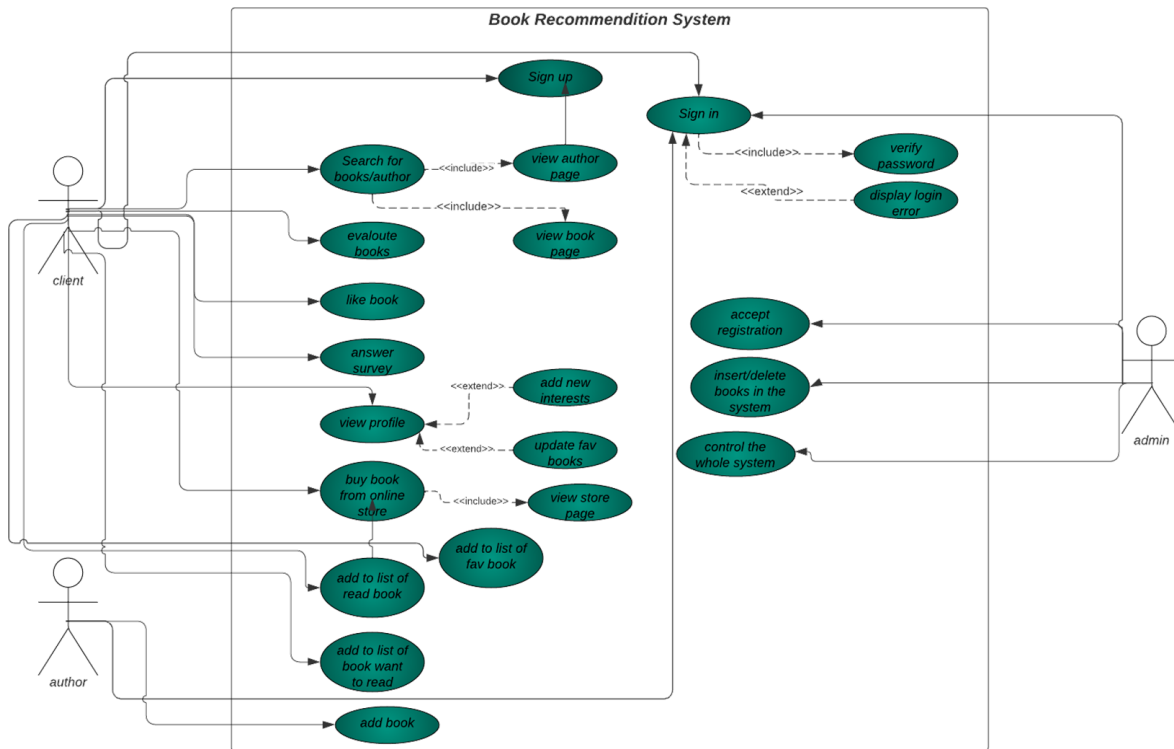 Book Recommendition System
Sign up
Sign in
Search for
books/author
<<include>>
view author
page
<<include>>
verify
password
<<extend>>
display login
error
<<include>>
evaloute
books
view book
page
client
like book
accept
registration
answer
survey
<<extend>>
add new
interests
insert/delete
books in the
system
view profile
<<extend>>
update fav
books
control the
whole system
admin
buy book
from online
store
<<include>>
view store
page
add to list of
fav book
add to list of
read book
add to list of
book want
to read
author
add book